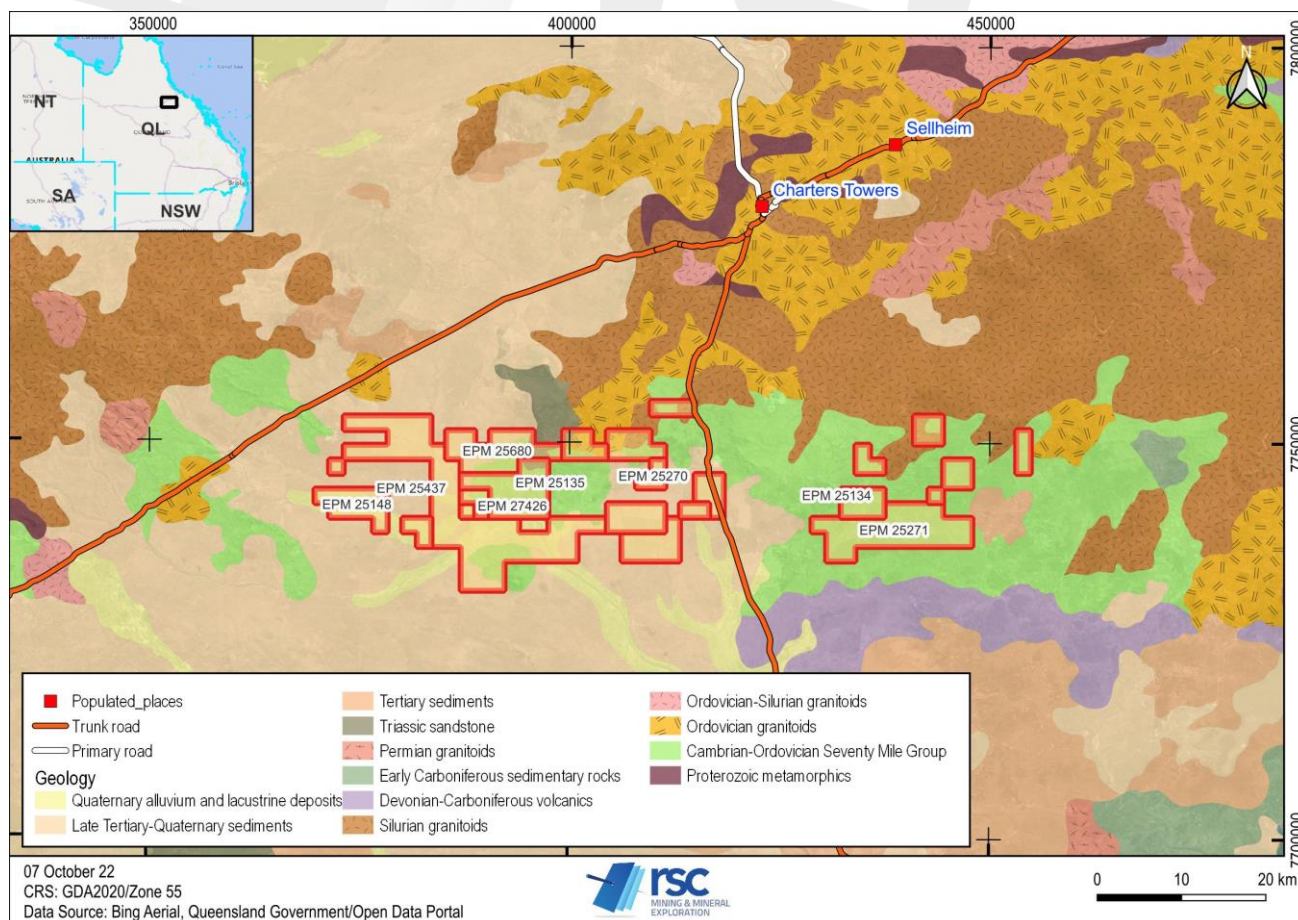 350000
400000
450000
7800000
7750000
7700000
N
NT
QL
AUSTRALIA
SA
NSW
Sellheim
Charters Towers
EPM 25680
EPM 25270
EPM 25135
EPM 25437
EPM 25148
EPM 27426
EPM 25134
EPM 25271
Populated_places
Trunk road
Primary road
Geology
Quaternary alluvium and lacustrine deposits
Late Tertiary-Quaternary sediments
Tertiary sediments
Triassic sandstone
Permian granitoids
Early Carboniferous sedimentary rocks
Devonian-Carboniferous volcanics
Silurian granitoids
Ordovician-Silurian granitoids
Ordovician granitoids
Cambrian-Ordovician Seventy Mile Group
Proterozoic metamorphics
07 October 22
CRS: GDA2020/Zone 55
Data Source: Bing Aerial, Queensland Government/Open Data Portal
rsc
MINING & MINERAL
EXPLORATION
0 10 20 km